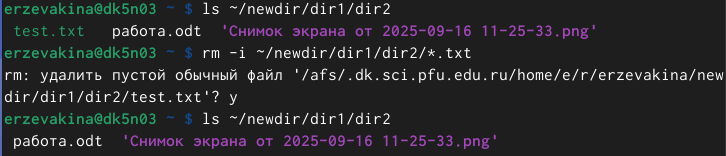 erzevakina@dk5n03 ~ $ ls ~/newdir/dir1/dir2
test.txt работа.odt 'Снимок экрана от 2025-09-16 11-25-33.png'
erzevakina@dk5n03 ~ $ rm -i ~/newdir/dir1/dir2/*.txt
rm: удалить пустой обычный файл '/afs/.dk.sci.pfu.edu.ru/home/e/r/erzevakina/new
dir/dir1/dir2/test.txt'? y
erzevakina@dk5n03 ~ $ ls ~/newdir/dir1/dir2
работа.odt 'Снимок экрана от 2025-09-16 11-25-33.png'